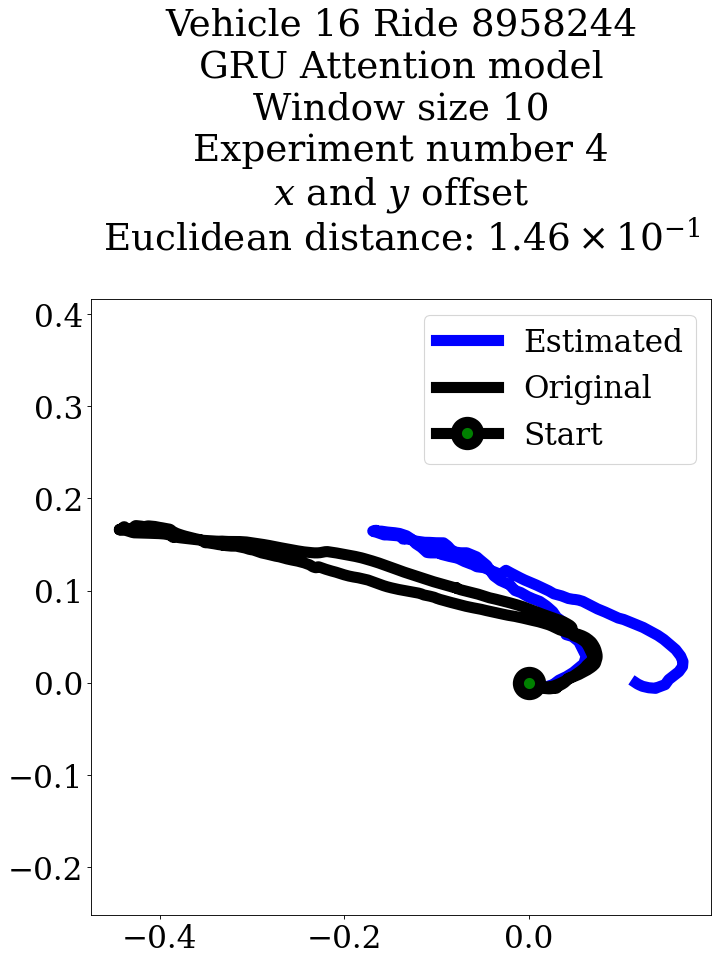 Vehicle 16 Ride 8958244
GRU Attention model
Window size 10
Experiment number 4
x and y offset
Euclidean distance: 1.46 × 10⁻¹
0.4
0.3
0.2
0.1
0.0
−0.1
−0.2
Estimated
Original
Start
−0.4
−0.2
0.0